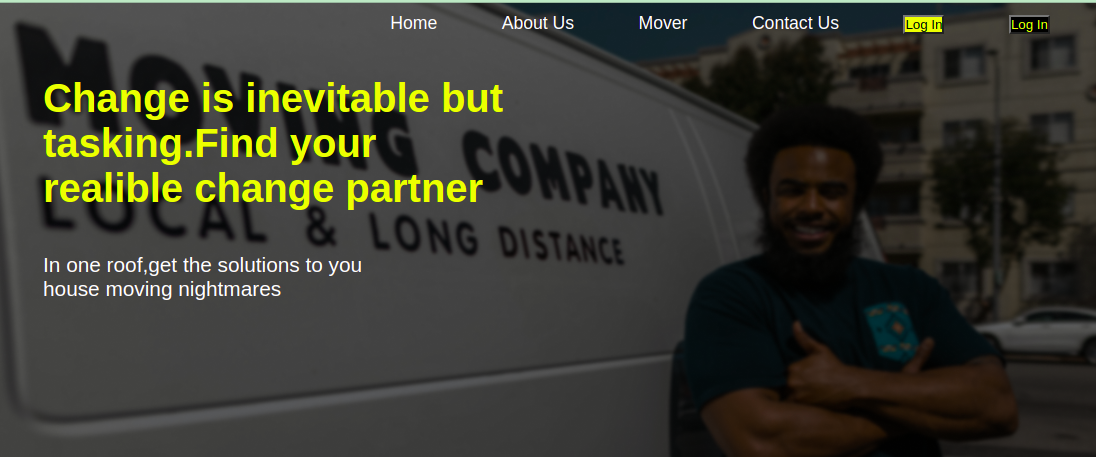 Home About Us Mover Contact Us Log In Log In
Change is inevitable but
tasking.Find your
realible change partner
In one roof,get the solutions to you
house moving nightmares
MOVING COMPANY
LOCAL & LONG DISTANCE